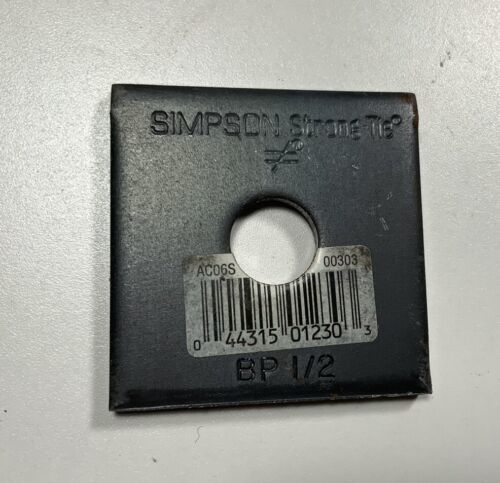 SIMPSON Strong-Tie®
AC06S 00303
0 44315 01230 3
BP 1/2